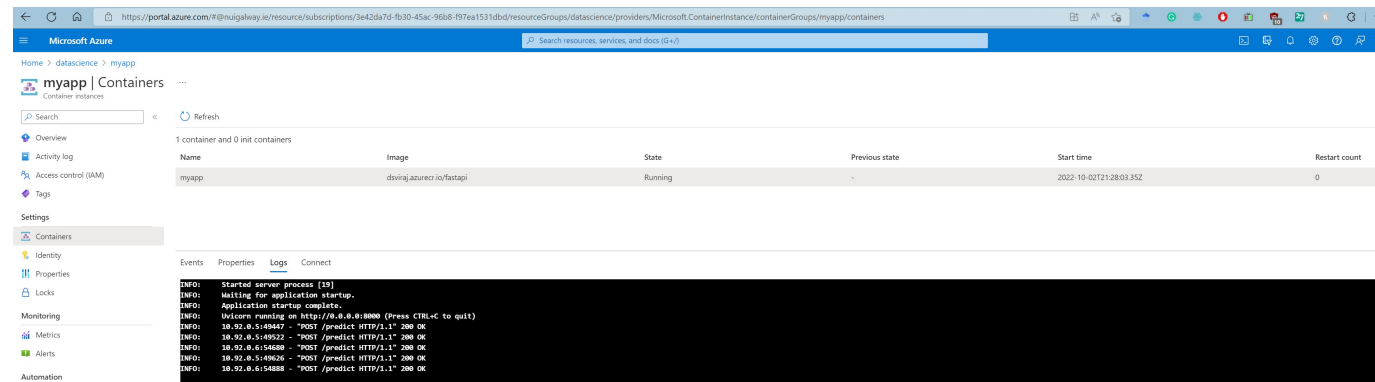 https://portal.azure.com/#@nuigalway.ie/resource/subscriptions/3e42da7d-fb30-45ac-96b8-f97ea1531dbd/resourceGroups/datascience/providers/Microsoft.ContainerInstance/containerGroups/myapp/containers
Microsoft Azure
Search resources, services, and docs (G+/)
Home > datascience > myapp
myapp | Containers ...
Container instances
Search «
Refresh
Overview
1 container and 0 init containers
Activity log
Name Image State Previous state Start time Restart count
Access control (IAM)
myapp dsviraj.azurecr.io/fastapi Running - 2022-10-02T21:28:03.35Z 0
Tags
Settings
Containers
Identity
Events Properties Logs Connect
Properties
Locks
Monitoring
Metrics
Alerts
Automation
INFO: Started server process [19]
INFO: Waiting for application startup.
INFO: Application startup complete.
INFO: Uvicorn running on http://0.0.0.0:8000 (Press CTRL+C to quit)
INFO: 10.92.0.5:49447 - "POST /predict HTTP/1.1" 200 OK
INFO: 10.92.0.5:49522 - "POST /predict HTTP/1.1" 200 OK
INFO: 10.92.0.6:54680 - "POST /predict HTTP/1.1" 200 OK
INFO: 10.92.0.5:49626 - "POST /predict HTTP/1.1" 200 OK
INFO: 10.92.0.6:54888 - "POST /predict HTTP/1.1" 200 OK